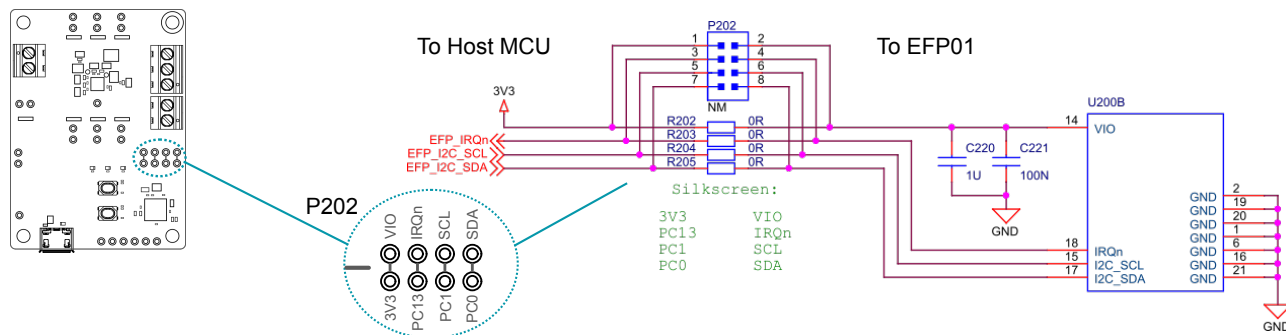 To Host MCU
P202
To EFP01
1
2
3
4
5
6
7
8
NM
3V3
EFP_IRQn
EFP_I2C_SCL
EFP_I2C_SDA
R202
0R
R203
0R
R204
0R
R205
0R
Silkscreen:
3V3 VIO
PC13 IRQn
PC1 SCL
PC0 SDA
C220
1U
C221
100N
GND
U200B
14
VIO
18
IRQn
15
I2C_SCL
17
I2C_SDA
GND 2
GND 19
GND 20
GND 1
GND 6
GND 16
GND 21
GND
P202
VIO
IRQn
SCL
SDA
3V3
PC13
PC1
PC0